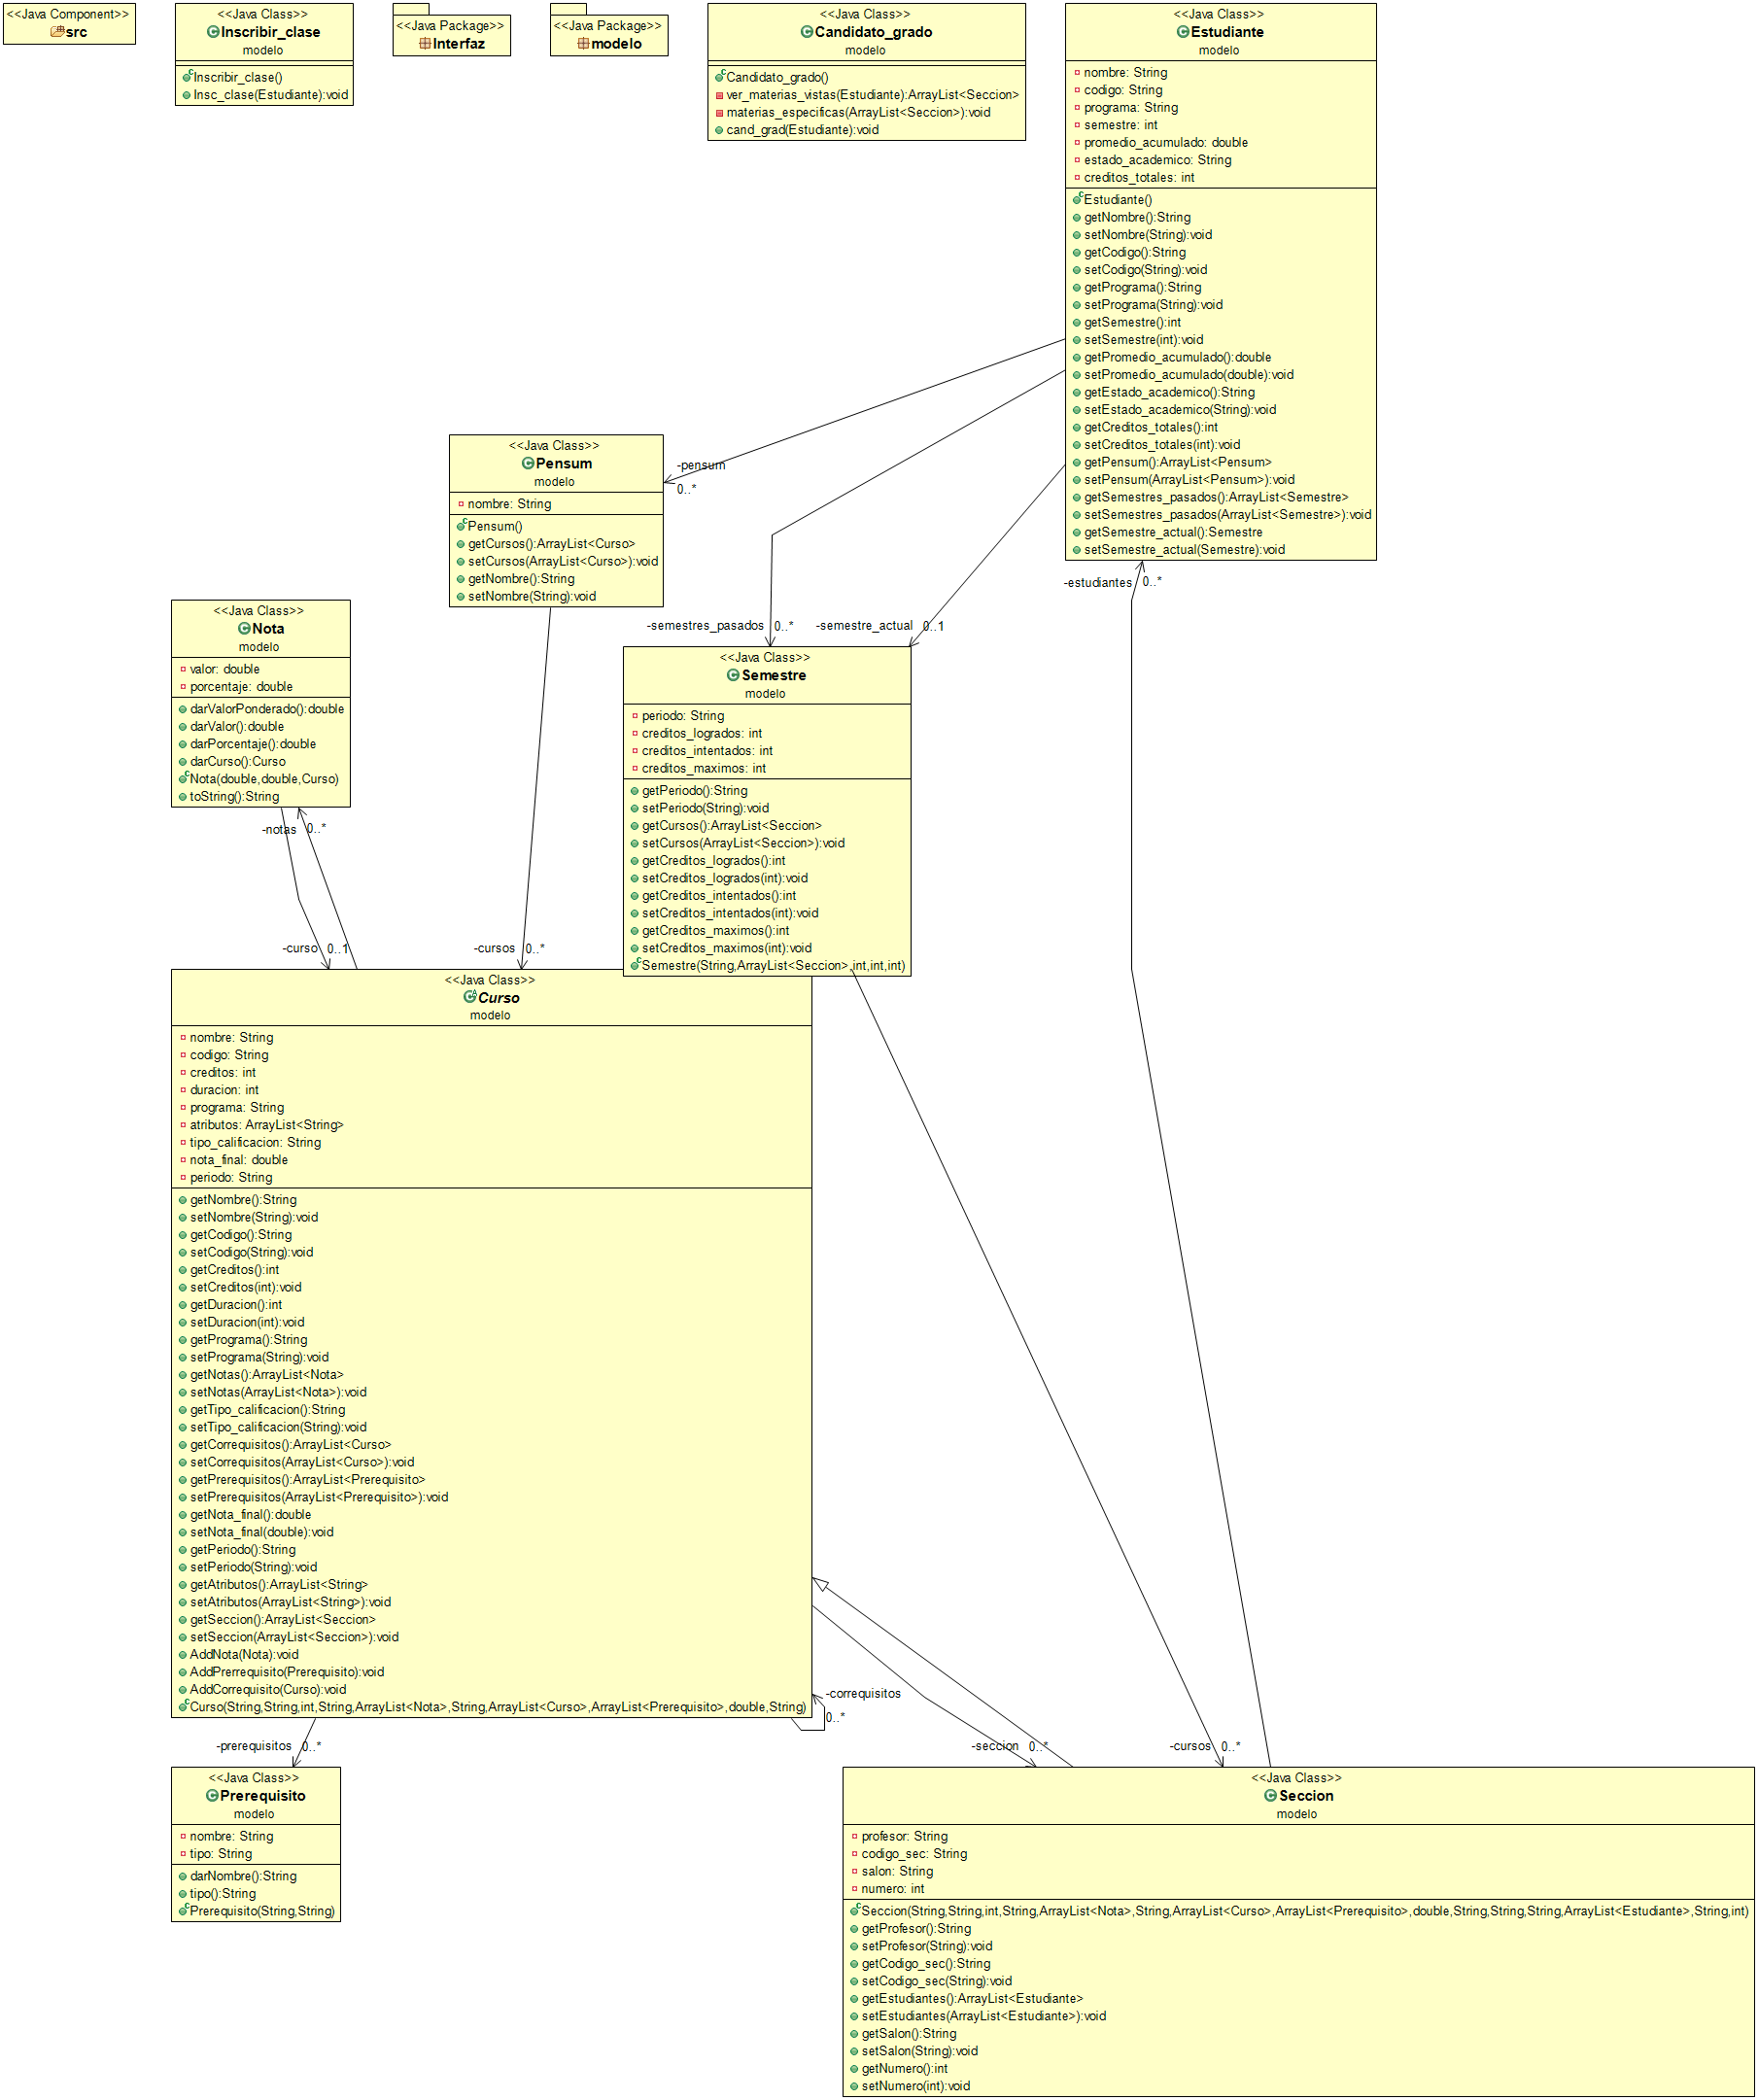 <<Java Component>>
src
<<Java Class>>
Inscribir_clase
modelo
Inscribir_clase()
Insc_clase(Estudiante):void
<<Java Package>>
Interfaz
<<Java Package>>
modelo
<<Java Class>>
Candidato_grado
modelo
Candidato_grado()
ver_materias_vistas(Estudiante):ArrayList<Seccion>
materias_especificas(ArrayList<Seccion>):void
cand_grad(Estudiante):void
<<Java Class>>
Estudiante
modelo
nombre: String
codigo: String
programa: String
semestre: int
promedio_acumulado: double
estado_academico: String
creditos_totales: int
Estudiante()
getNombre():String
setNombre(String):void
getCodigo():String
setCodigo(String):void
getPrograma():String
setPrograma(String):void
getSemestre():int
setSemestre(int):void
getPromedio_acumulado():double
setPromedio_acumulado(double):void
getEstado_academico():String
setEstado_academico(String):void
getCreditos_totales():int
setCreditos_totales(int):void
getPensum():ArrayList<Pensum>
setPensum(ArrayList<Pensum>):void
getSemestres_pasados():ArrayList<Semestre>
setSemestres_pasados(ArrayList<Semestre>):void
getSemestre_actual():Semestre
setSemestre_actual(Semestre):void
-estudiantes 0..*
<<Java Class>>
Pensum
modelo
nombre: String
Pensum()
getCursos():ArrayList<Curso>
setCursos(ArrayList<Curso>):void
getNombre():String
setNombre(String):void
-pensum
0..*
-semestres_pasados 0..*
-semestre_actual 0..1
<<Java Class>>
Nota
modelo
valor: double
porcentaje: double
darValorPonderado():double
darValor():double
darPorcentaje():double
darCurso():Curso
Nota(double,double,Curso)
toString():String
-notas 0..*
-curso 0..1
-cursos 0..*
<<Java Class>>
Semestre
modelo
periodo: String
creditos_logrados: int
creditos_intentados: int
creditos_maximos: int
getPeriodo():String
setPeriodo(String):void
getCursos():ArrayList<Seccion>
setCursos(ArrayList<Seccion>):void
getCreditos_logrados():int
setCreditos_logrados(int):void
getCreditos_intentados():int
setCreditos_intentados(int):void
getCreditos_maximos():int
setCreditos_maximos(int):void
Semestre(String,ArrayList<Seccion>,int,int,int)
<<Java Class>>
Curso
modelo
nombre: String
codigo: String
creditos: int
duracion: int
programa: String
atributos: ArrayList<String>
tipo_calificacion: String
nota_final: double
periodo: String
getNombre():String
setNombre(String):void
getCodigo():String
setCodigo(String):void
getCreditos():int
setCreditos(int):void
getDuracion():int
setDuracion(int):void
getPrograma():String
setPrograma(String):void
getNotas():ArrayList<Nota>
setNotas(ArrayList<Nota>):void
getTipo_calificacion():String
setTipo_calificacion(String):void
getCorrequisitos():ArrayList<Curso>
setCorrequisitos(ArrayList<Curso>):void
getPrerequisitos():ArrayList<Prerequisito>
setPrerequisitos(ArrayList<Prerequisito>):void
getNota_final():double
setNota_final(double):void
getPeriodo():String
setPeriodo(String):void
getAtributos():ArrayList<String>
setAtributos(ArrayList<String>):void
getSeccion():ArrayList<Seccion>
setSeccion(ArrayList<Seccion>):void
AddNota(Nota):void
AddPrerrequisito(Prerequisito):void
AddCorrequisito(Curso):void
Curso(String,String,int,String,ArrayList<Nota>,String,ArrayList<Curso>,ArrayList<Prerequisito>,double,String)
-correquisitos
0..*
-prerequisitos 0..*
-seccion 0..*
-cursos 0..*
<<Java Class>>
Prerequisito
modelo
nombre: String
tipo: String
darNombre():String
tipo():String
Prerequisito(String,String)
<<Java Class>>
Seccion
modelo
profesor: String
codigo_sec: String
salon: String
numero: int
Seccion(String,String,int,String,ArrayList<Nota>,String,ArrayList<Curso>,ArrayList<Prerequisito>,double,String,String,String,ArrayList<Estudiante>,String,int)
getProfesor():String
setProfesor(String):void
getCodigo_sec():String
setCodigo_sec(String):void
getEstudiantes():ArrayList<Estudiante>
setEstudiantes(ArrayList<Estudiante>):void
getSalon():String
setSalon(String):void
getNumero():int
setNumero(int):void